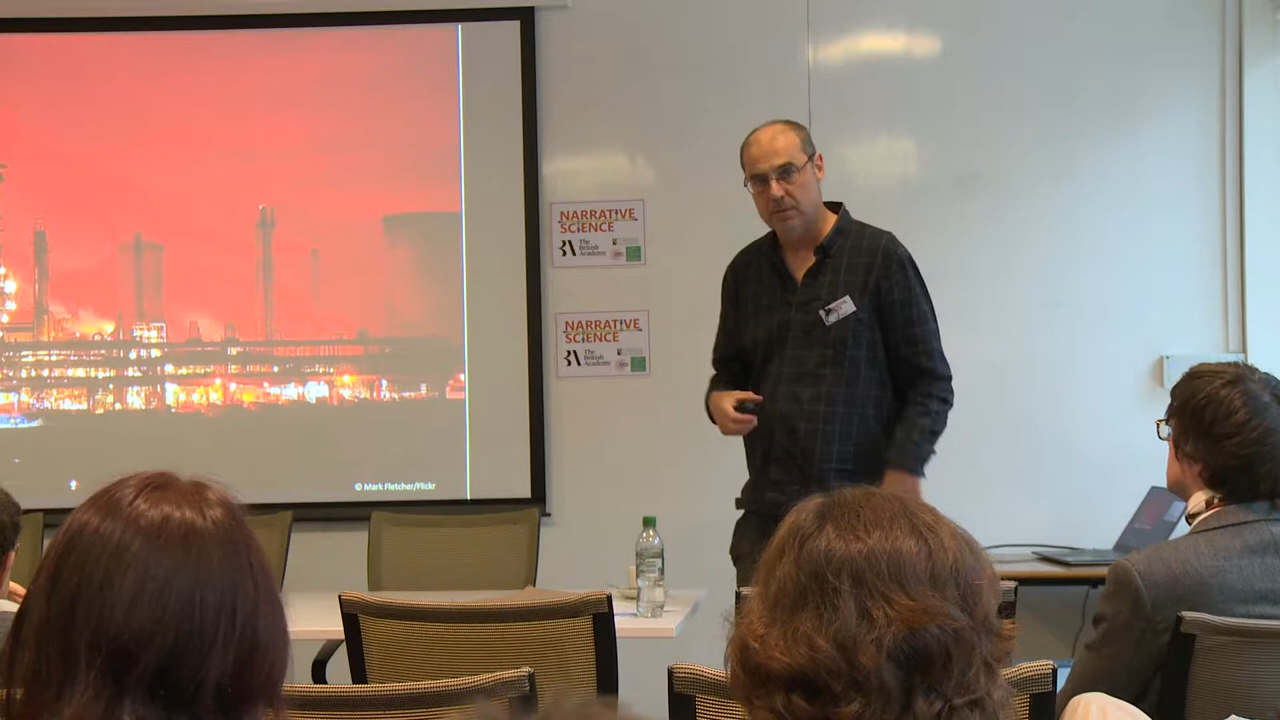 NARRATIVE
SCIENCE
The
British
Academy
NARRATIVE
SCIENCE
The
British
Academy
© Mark Fletcher/Flickr